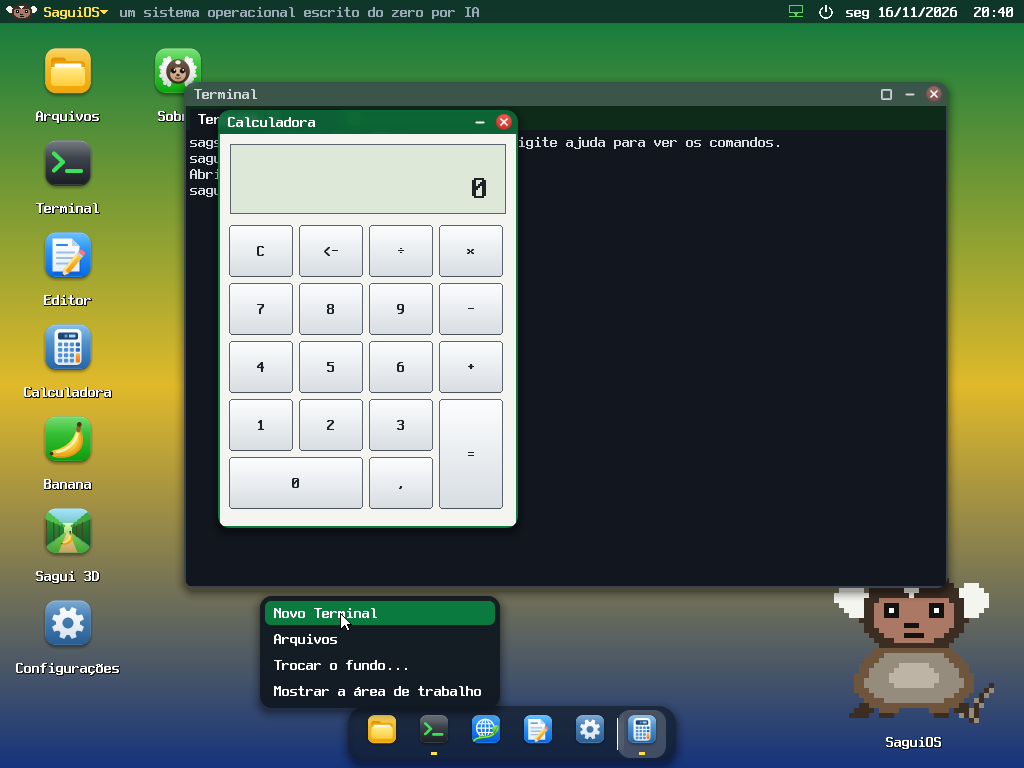 SaguiOS um sistema operacional escrito do zero por IA seg 16/11/2026 20:40
Arquivos
Terminal
Editor
Calculadora
Banana
Sagui 3D
Configurações
Terminal
igite ajuda para ver os comandos.
Calculadora
0
C <- ÷ ×
7 8 9 -
4 5 6 +
1 2 3
=
0 ,
Novo Terminal
Arquivos
Trocar o fundo...
Mostrar a área de trabalho
SaguiOS